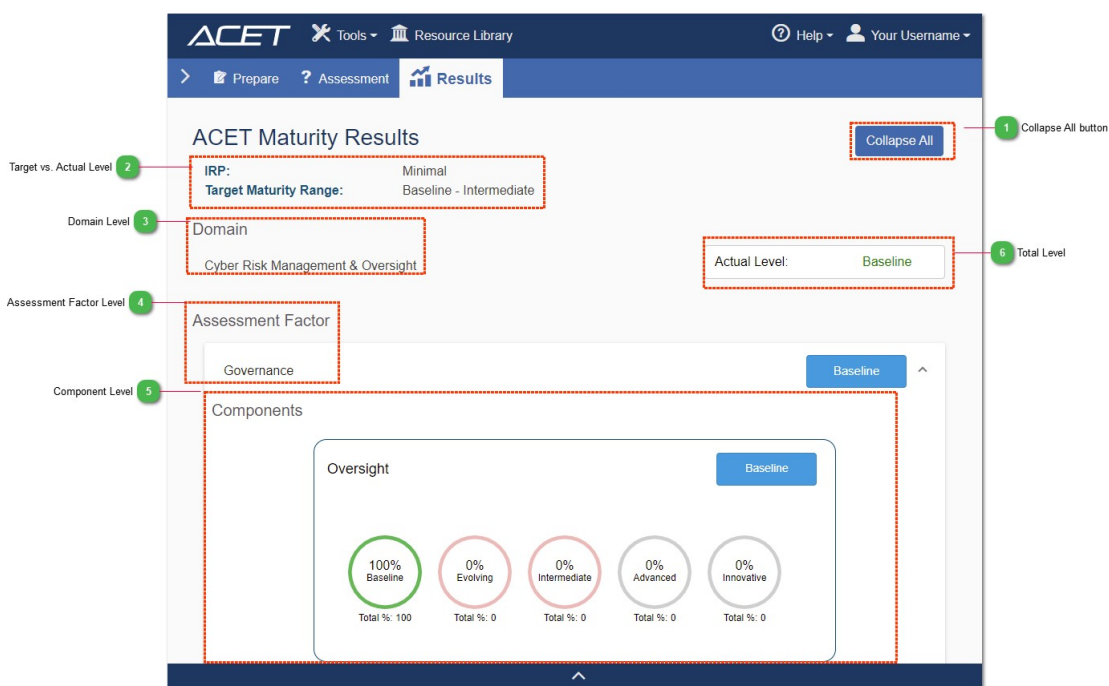 ACET Tools Resource Library Help Your Username
Prepare ? Assessment Results
ACET Maturity Results
Collapse All
1 Collapse All button
Target vs. Actual Level 2
IRP: Minimal
Target Maturity Range: Baseline - Intermediate
Domain Level 3
Domain
Cyber Risk Management & Oversight
Actual Level: Baseline
6 Total Level
Assessment Factor Level 4
Assessment Factor
Governance Baseline
Component Level 5
Components
Oversight Baseline
100% 0% 0% 0% 0%
Baseline Evolving Intermediate Advanced Innovative
Total %: 100 Total %: 0 Total %: 0 Total %: 0 Total %: 0